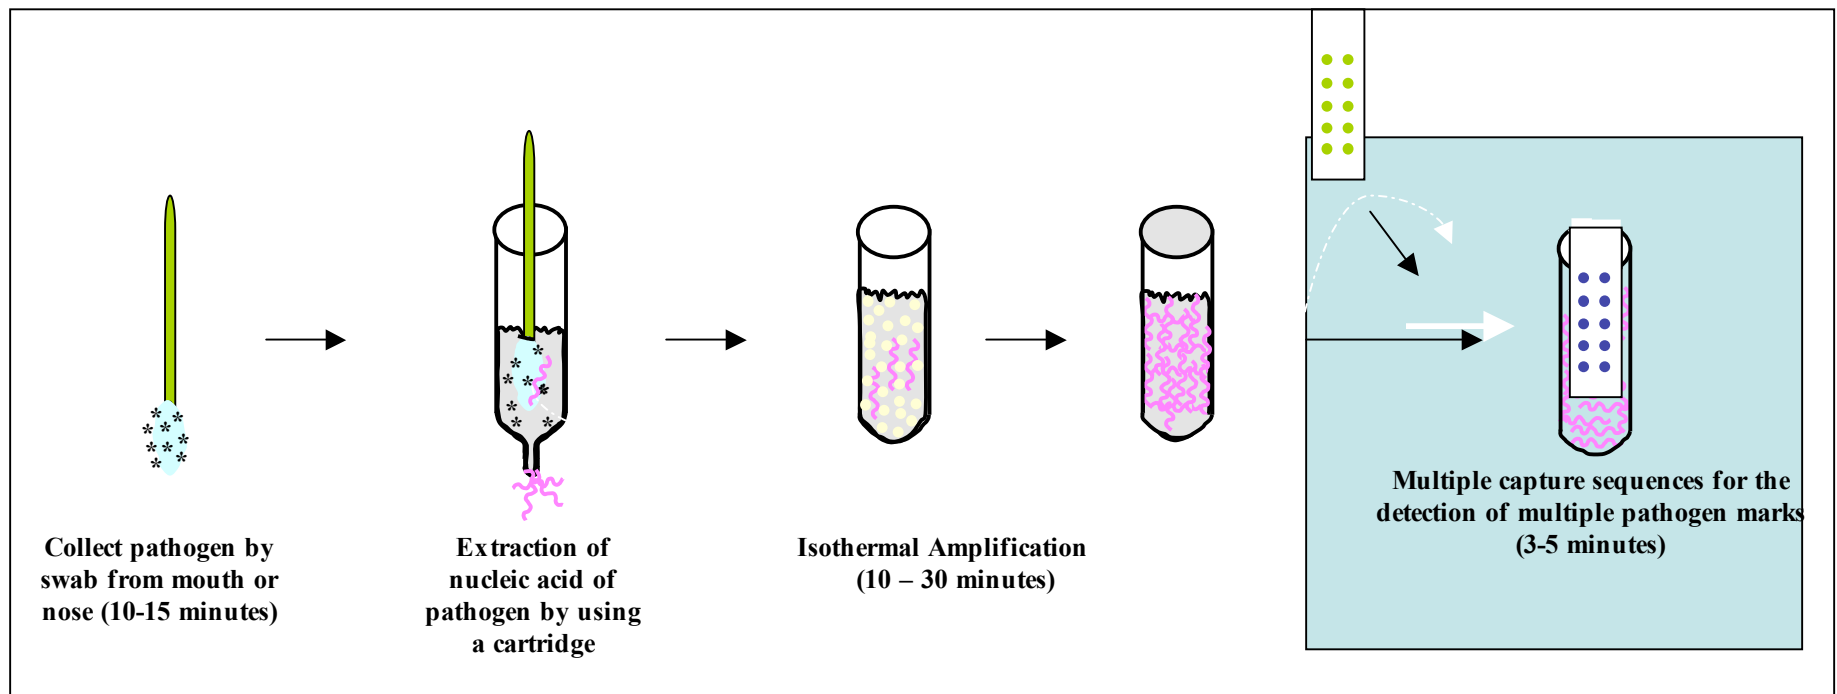 Collect pathogen by
swab from mouth or
nose (10-15 minutes)
Extraction of
nucleic acid of
pathogen by using
a cartridge
Isothermal Amplification
(10 – 30 minutes)
Multiple capture sequences for the
detection of multiple pathogen marks
(3-5 minutes)